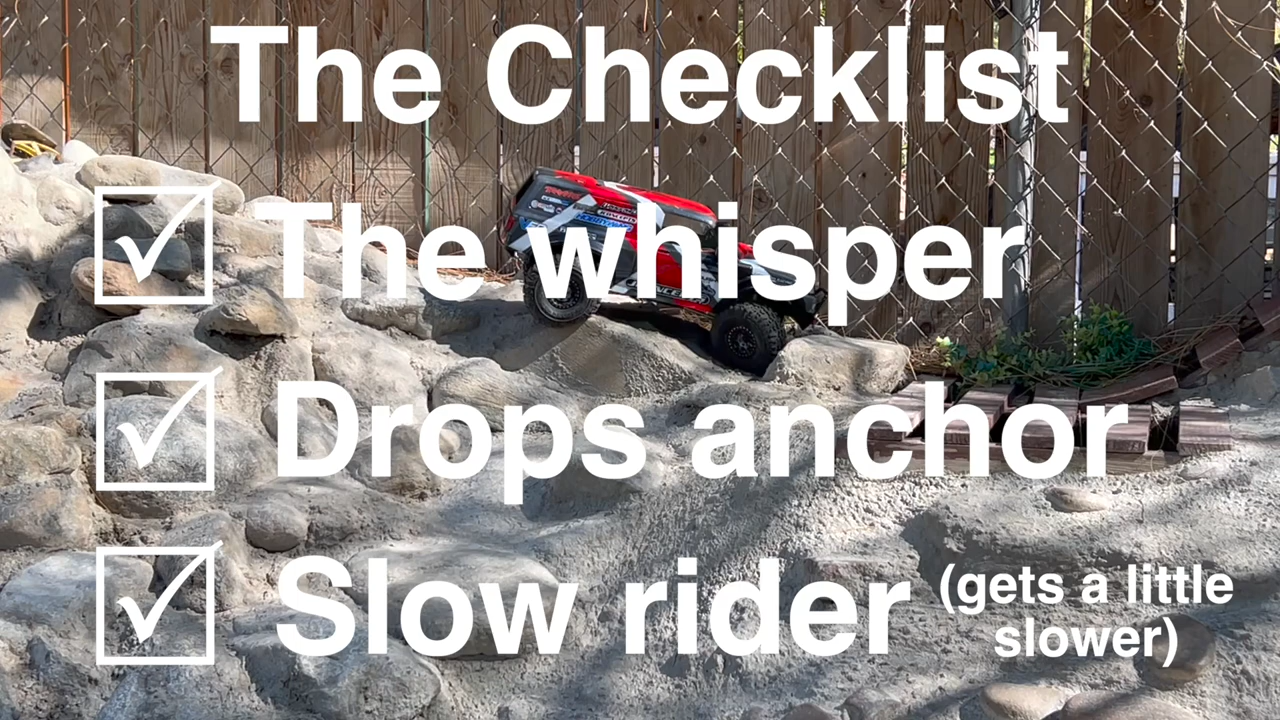 The Checklist
The whisper
Drops anchor
Slow rider (gets a little
slower)